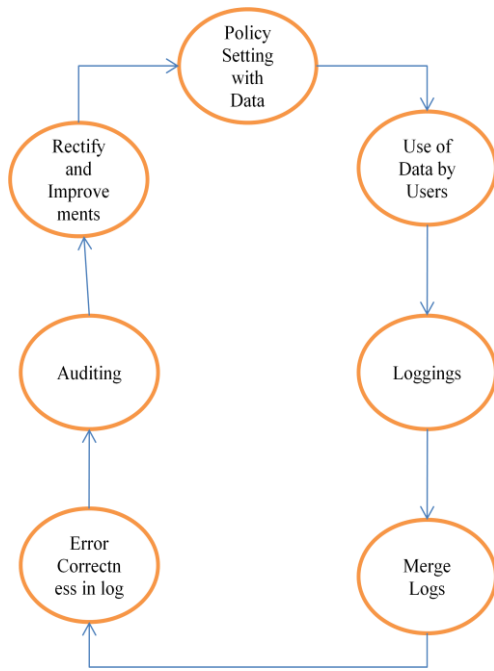 Policy
Setting
with
Data
Use of
Data by
Users
Loggings
Merge
Logs
Error
Correctn
ess in log
Auditing
Rectify
and
Improve
ments